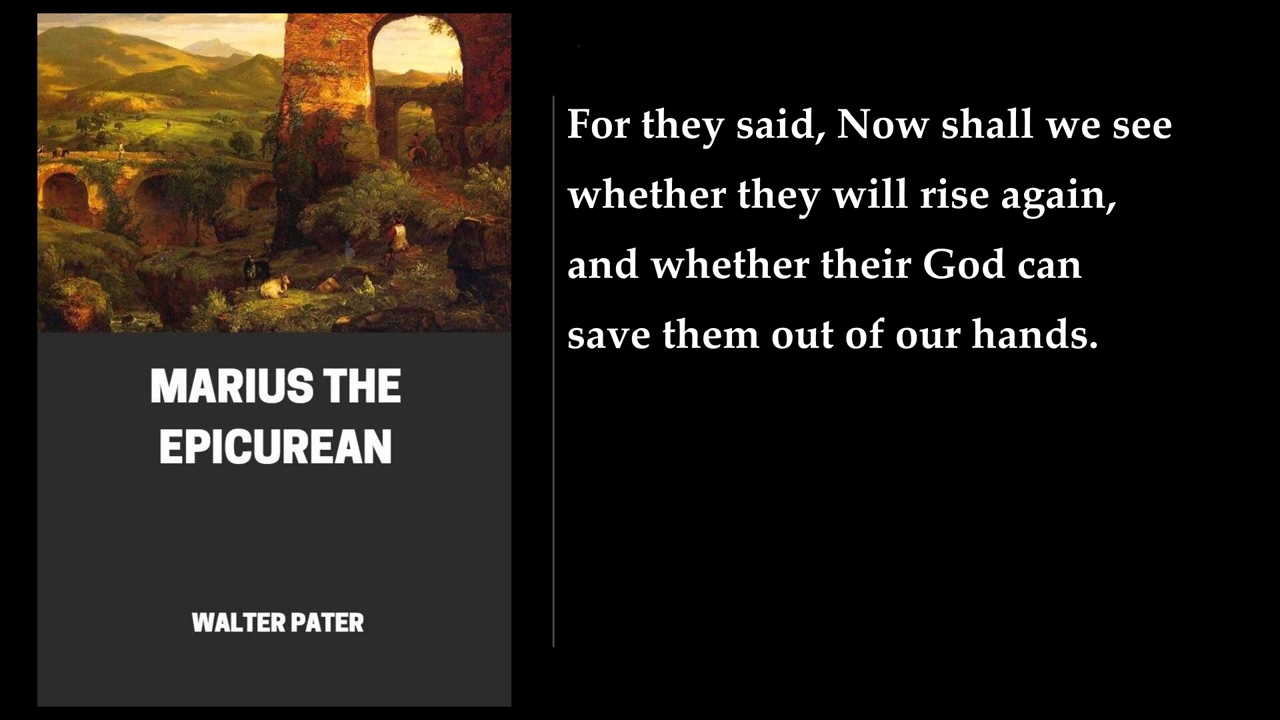 MARIUS THE
EPICUREAN
WALTER PATER
For they said, Now shall we see
whether they will rise again,
and whether their God can
save them out of our hands.